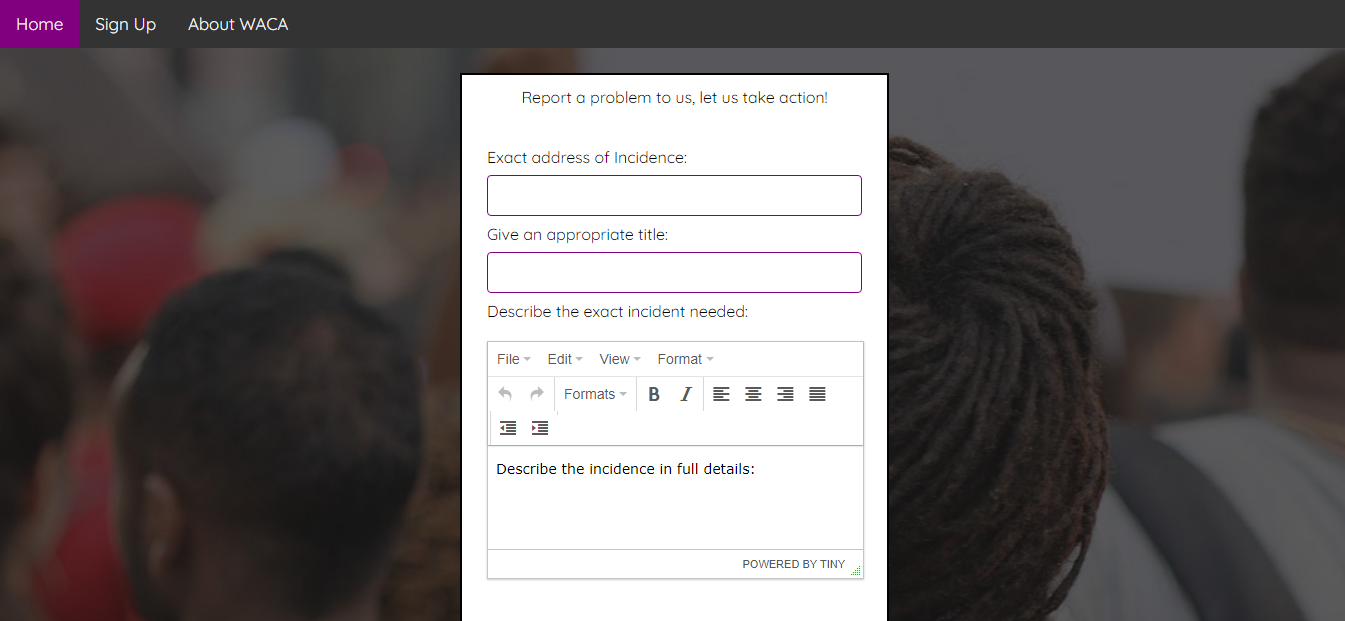 Home Sign Up About WACA
Report a problem to us, let us take action!
Exact address of Incidence:
Give an appropriate title:
Describe the exact incident needed:
File Edit View Format
Formats B I
Describe the incidence in full details:
POWERED BY TINY